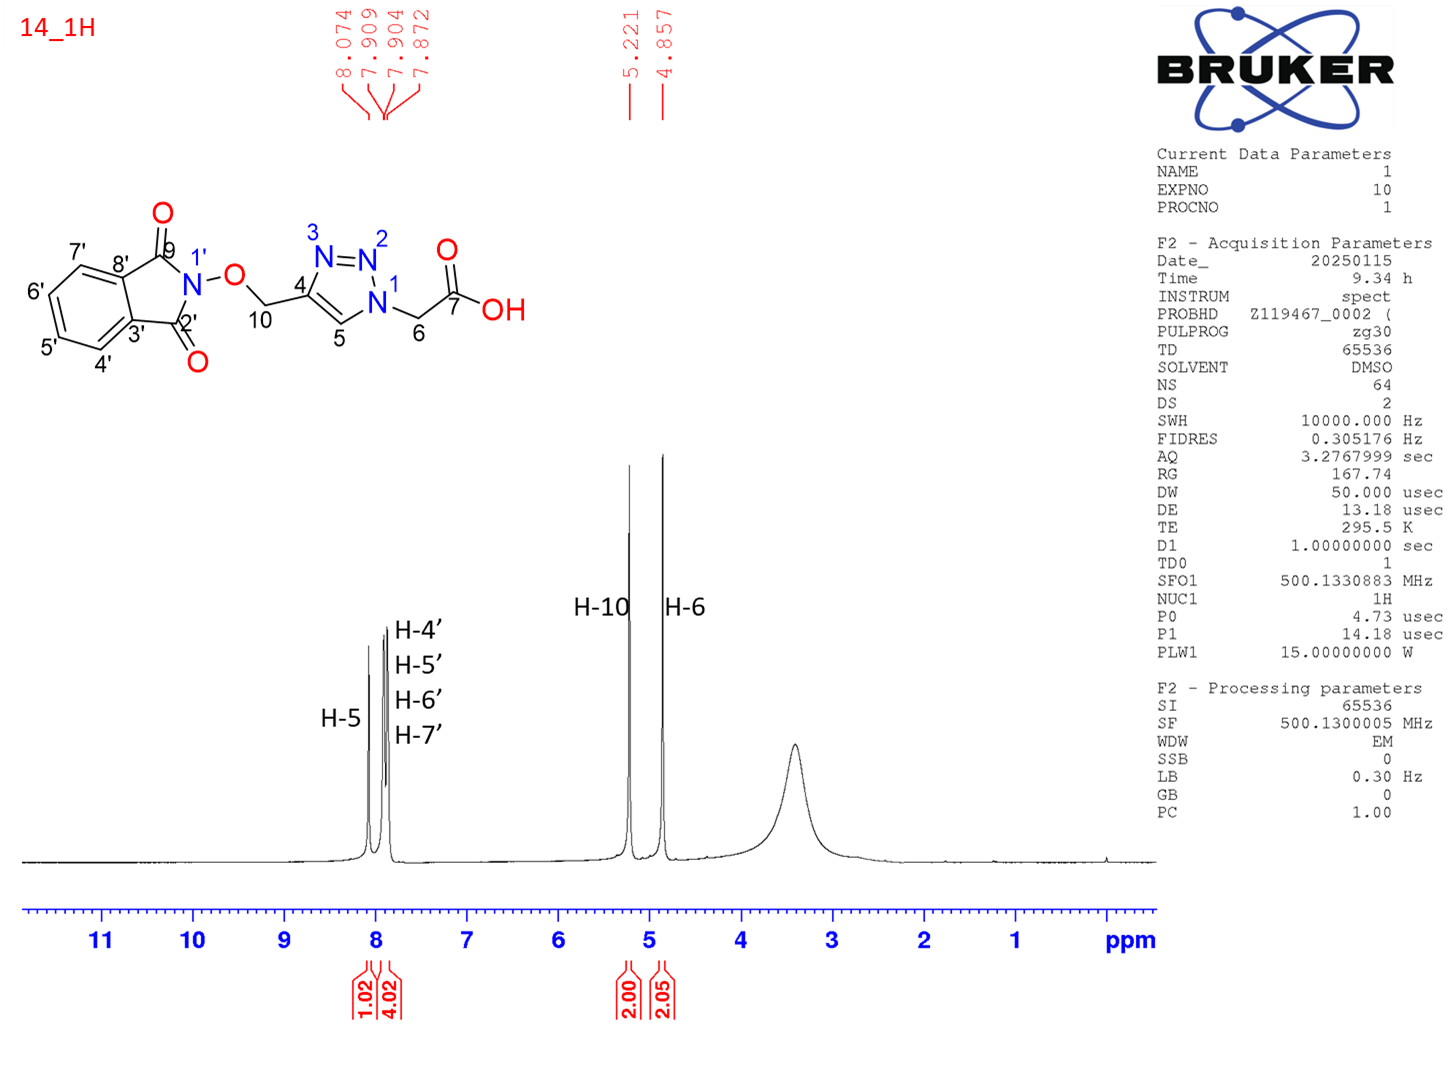 14_1H
8.074
7.909
7.904
7.872
5.221
4.857
BRUKER
Current Data Parameters
NAME 1
EXPNO 10
PROCNO 1
F2 - Acquisition Parameters
Date_ 20250115
Time 9.34 h
INSTRUM spect
PROBHD Z119467_0002 (
PULPROG zg30
TD 65536
SOLVENT DMSO
NS 64
DS 2
SWH 10000.000 Hz
FIDRES 0.305176 Hz
AQ 3.2767999 sec
RG 167.74
DW 50.000 usec
DE 13.18 usec
TE 295.5 K
D1 1.00000000 sec
TD0 1
SFO1 500.1330883 MHz
NUC1 1H
P0 4.73 usec
P1 14.18 usec
PLW1 15.00000000 W
F2 - Processing parameters
SI 65536
SF 500.1300005 MHz
WDW EM
SSB 0
LB 0.30 Hz
GB 0
PC 1.00
O
9
7'
8'
1'
N
O
6'
5'
4'
3'
2'
O
10
4
3
N
N
2
1
N
5
6
7
O
OH
H-10
H-6
H-4’
H-5’
H-6’
H-7’
H-5
11 10 9 8 7 6 5 4 3 2 1 ppm
1.02
4.02
2.00
2.05